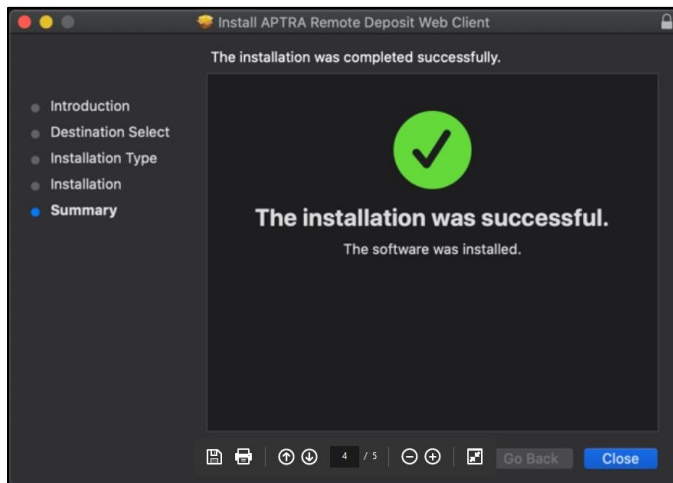 Install APTRA Remote Deposit Web Client
The installation was completed successfully.
Introduction
Destination Select
Installation Type
Installation
Summary
The installation was successful.
The software was installed.
4 / 5
Go Back
Close